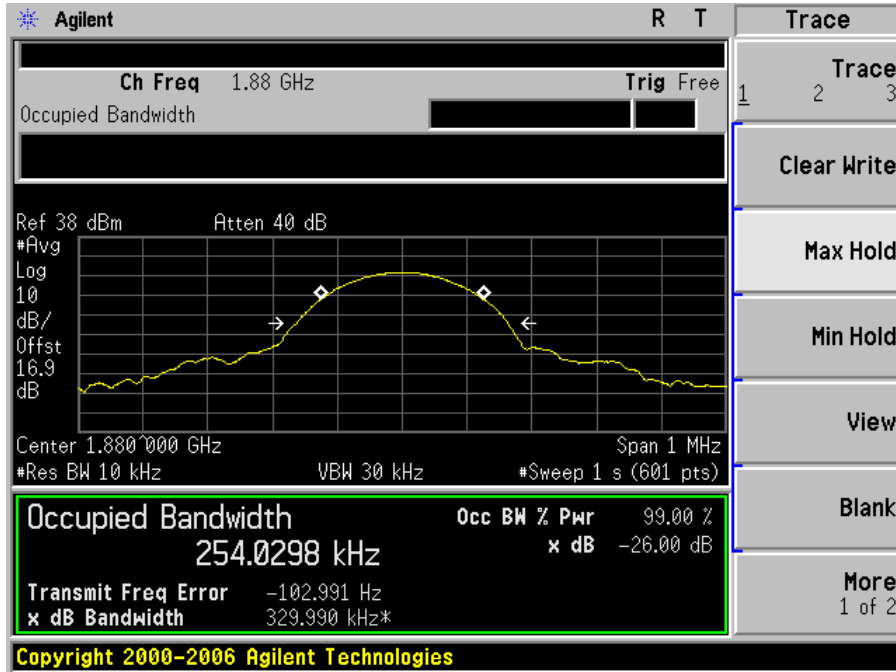 Agilent R T Trace
Ch Freq 1.88 GHz Trig Free
Occupied Bandwidth
Trace
1 2 3
Clear Write
Max Hold
Min Hold
View
Blank
More
1 of 2
Ref 38 dBm Atten 40 dB
#Avg
Log
10
dB/
Offst
16.9
dB
Center 1.880 000 GHz Span 1 MHz
#Res BW 10 kHz VBW 30 kHz #Sweep 1 s (601 pts)
Occupied Bandwidth Occ BW % Pwr 99.00 %
254.0298 kHz x dB -26.00 dB
Transmit Freq Error -102.991 Hz
x dB Bandwidth 329.990 kHz*
Copyright 2000-2006 Agilent Technologies